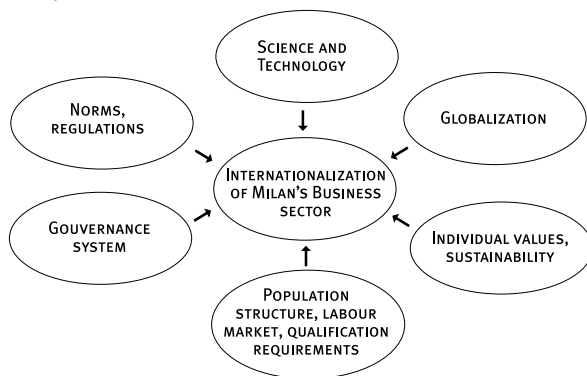 SCIENCE AND
TECHNOLOGY
NORMS,
REGULATIONS
GLOBALIZATION
INTERNATIONALIZATION
OF MILAN'S BUSINESS
SECTOR
GOUVERNANCE
SYSTEM
INDIVIDUAL VALUES,
SUSTAINABILITY
POPULATION
STRUCTURE, LABOUR
MARKET, QUALIFICATION
REQUIREMENTS